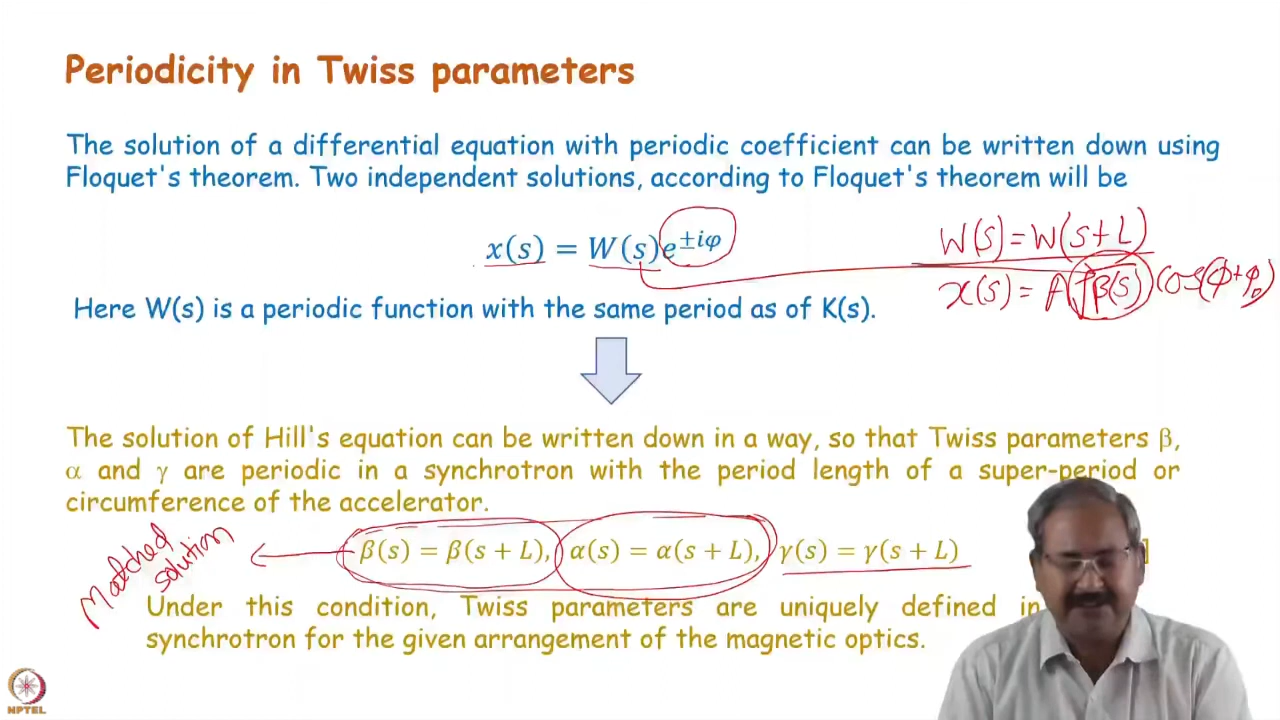 Periodicity in Twiss parameters
The solution of a differential equation with periodic coefficient can be written down using
Floquet's theorem. Two independent solutions, according to Floquet's theorem will be
x(s) = W(s)e^{±iφ}
W(s) = W(s+L)
x(s) = A√β(s) Cos(φ+φ₀)
Here W(s) is a periodic function with the same period as of K(s).
The solution of Hill's equation can be written down in a way, so that Twiss parameters β,
α and γ are periodic in a synchrotron with the period length of a super-period or
circumference of the accelerator.
Matched
solution
β(s) = β(s + L), α(s) = α(s + L), γ(s) = γ(s + L)
Under this condition, Twiss parameters are uniquely defined in
synchrotron for the given arrangement of the magnetic optics.
NPTEL